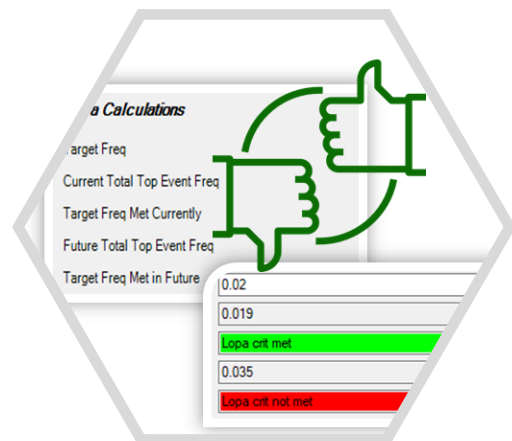 a Calculations
arget Freq
Current Total Top Event Freq
Target Freq Met Currently
Future Total Top Event Freq
Target Freq Met in Future
0.02
0.019
Lopa crit met
0.035
Lopa crit not met